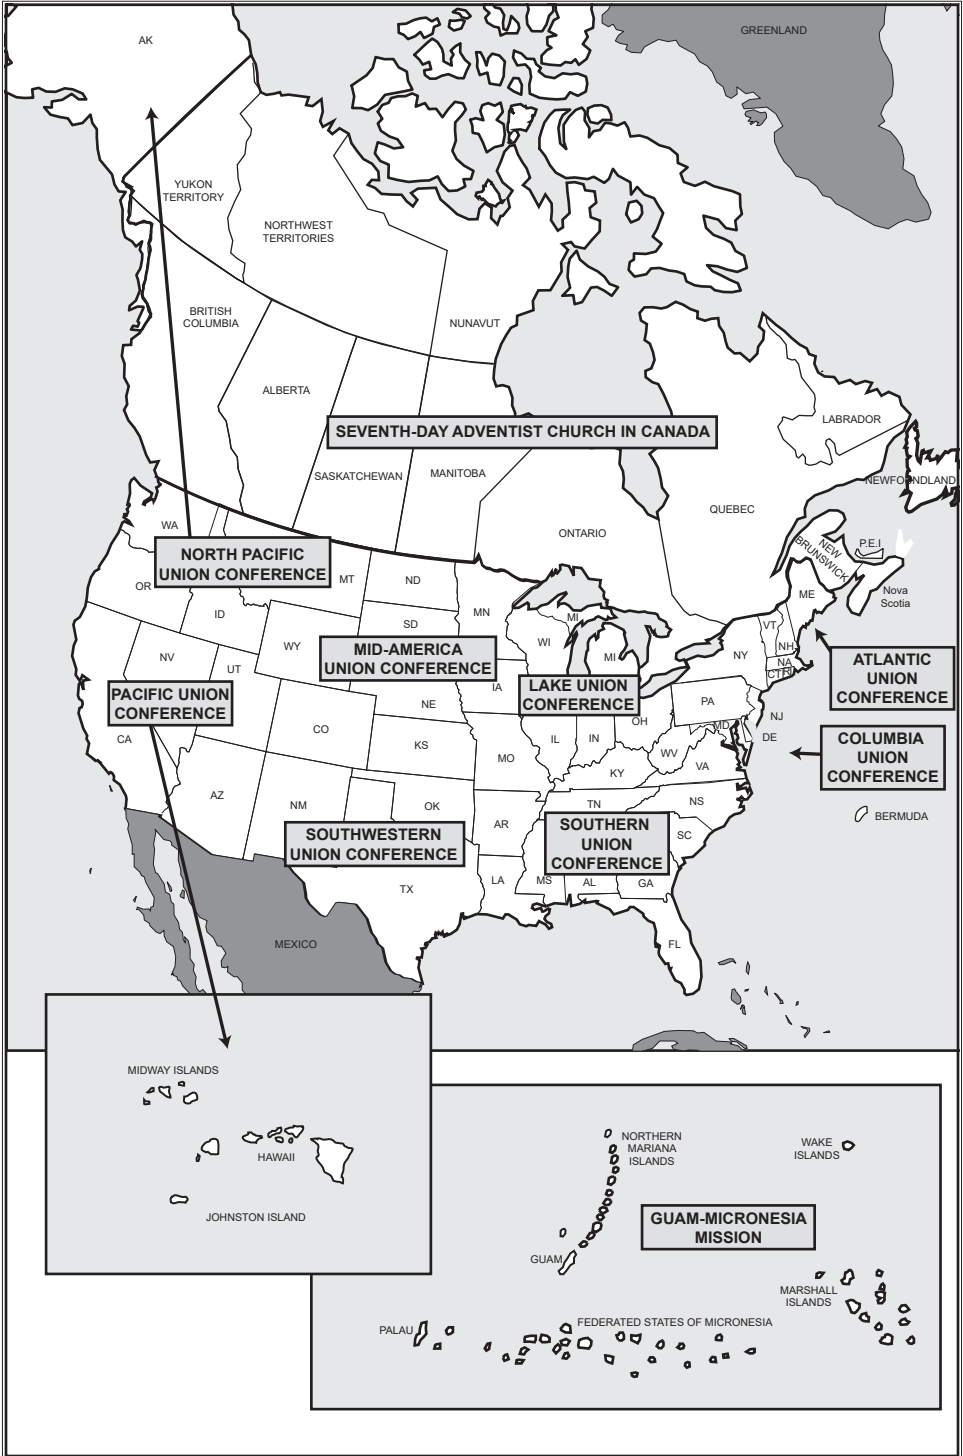 GREENLAND
AK
YUKON
TERRITORY
NORTHWEST
TERRITORIES
BRITISH
COLUMBIA
NUNAVUT
ALBERTA
LABRADOR
SEVENTH-DAY ADVENTIST CHURCH IN CANADA
SASKATCHEWAN
MANITOBA
NEWFOUNDLAND
QUEBEC
ONTARIO
WA
NEW
BRUNSWICK
P.E.I
NORTH PACIFIC
UNION CONFERENCE
Nova
Scotia
OR
MT
ND
ME
ID
MN
MI
SD
VT
WI
NH
WY
MID-AMERICA
UNION CONFERENCE
NV
UT
MI
NY
NA
CT
RI
ATLANTIC
UNION
CONFERENCE
IA
LAKE UNION
CONFERENCE
PACIFIC UNION
CONFERENCE
NE
PA
OH
NJ
MD
DE
CO
CA
KS
IL
IN
COLUMBIA
UNION
CONFERENCE
MO
WV
VA
KY
AZ
NM
OK
TN
NS
BERMUDA
AR
SOUTHWESTERN
UNION CONFERENCE
SOUTHERN
UNION
CONFERENCE
SC
TX
LA
MS
AL
GA
MEXICO
FL
MIDWAY ISLANDS
HAWAII
JOHNSTON ISLAND
NORTHERN
MARIANA
ISLANDS
WAKE
ISLANDS
GUAM-MICRONESIA
MISSION
GUAM
MARSHALL
ISLANDS
PALAU
FEDERATED STATES OF MICRONESIA